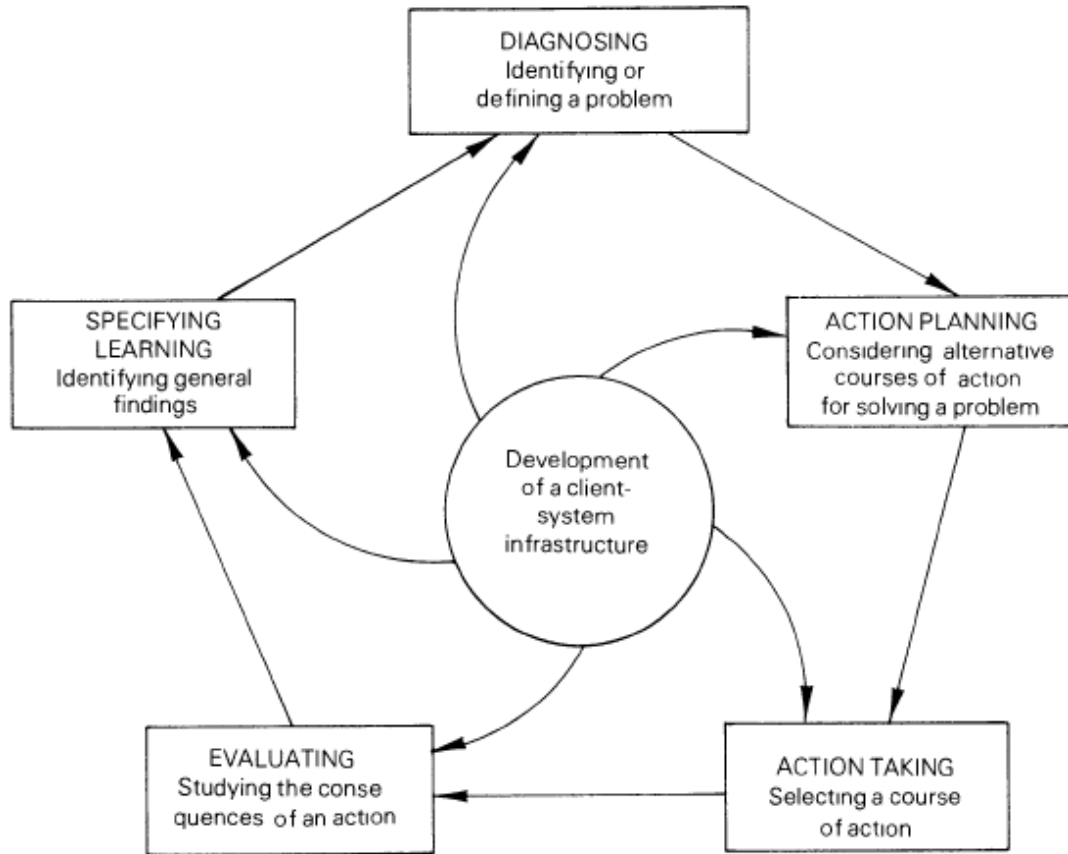 DIAGNOSING
Identifying or
defining a problem
SPECIFYING
LEARNING
Identifying general
findings
ACTION PLANNING
Considering alternative
courses of action
for solving a problem
Development
of a client-
system
infrastructure
EVALUATING
Studying the conse
quences of an action
ACTION TAKING
Selecting a course
of action